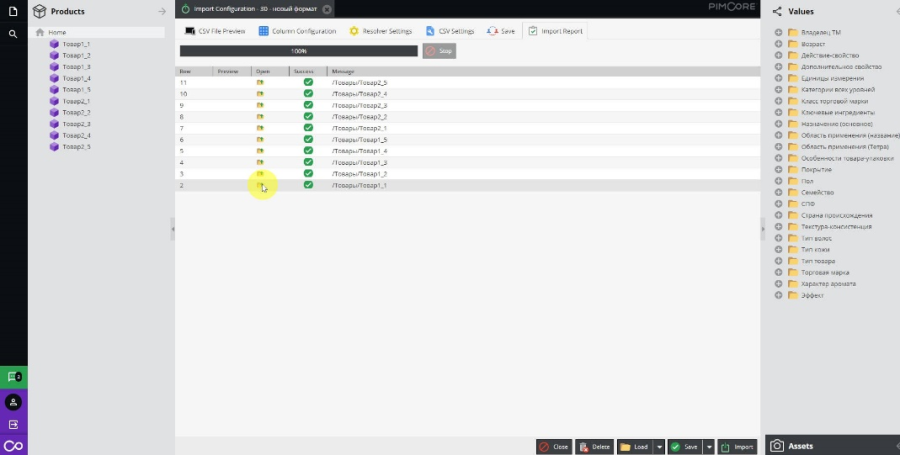 Products
Home
Товар1_1
Товар1_2
Товар1_3
Товар1_4
Товар1_5
Товар2_1
Товар2_2
Товар2_3
Товар2_4
Товар2_5
Import Configuration - 3D - новый формат
PIMCORE
CSV File Preview
Column Configuration
Resolver Settings
CSV Settings
Save
Import Report
100%
Stop
Row Preview Open Success Message
11 /Товары/Товар2_5
10 /Товары/Товар2_4
9 /Товары/Товар2_3
8 /Товары/Товар2_2
7 /Товары/Товар2_1
6 /Товары/Товар1_5
5 /Товары/Товар1_4
4 /Товары/Товар1_3
3 /Товары/Товар1_2
2 /Товары/Товар1_1
Close Delete Load Save Import
Values
Владелец ТМ
Возраст
Действие-свойство
Дополнительное свойство
Единицы измерения
Категории всех уровней
Класс торговой марки
Ключевые ингредиенты
Назначение (основное)
Область применения (название)
Область применения (Тетра)
Особенности товара-упаковки
Покрытие
Пол
Семейство
СПФ
Страна происхождения
Текстура-консистенция
Тип волос
Тип кожи
Тип товара
Торговая марка
Характер аромата
Эффект
Assets